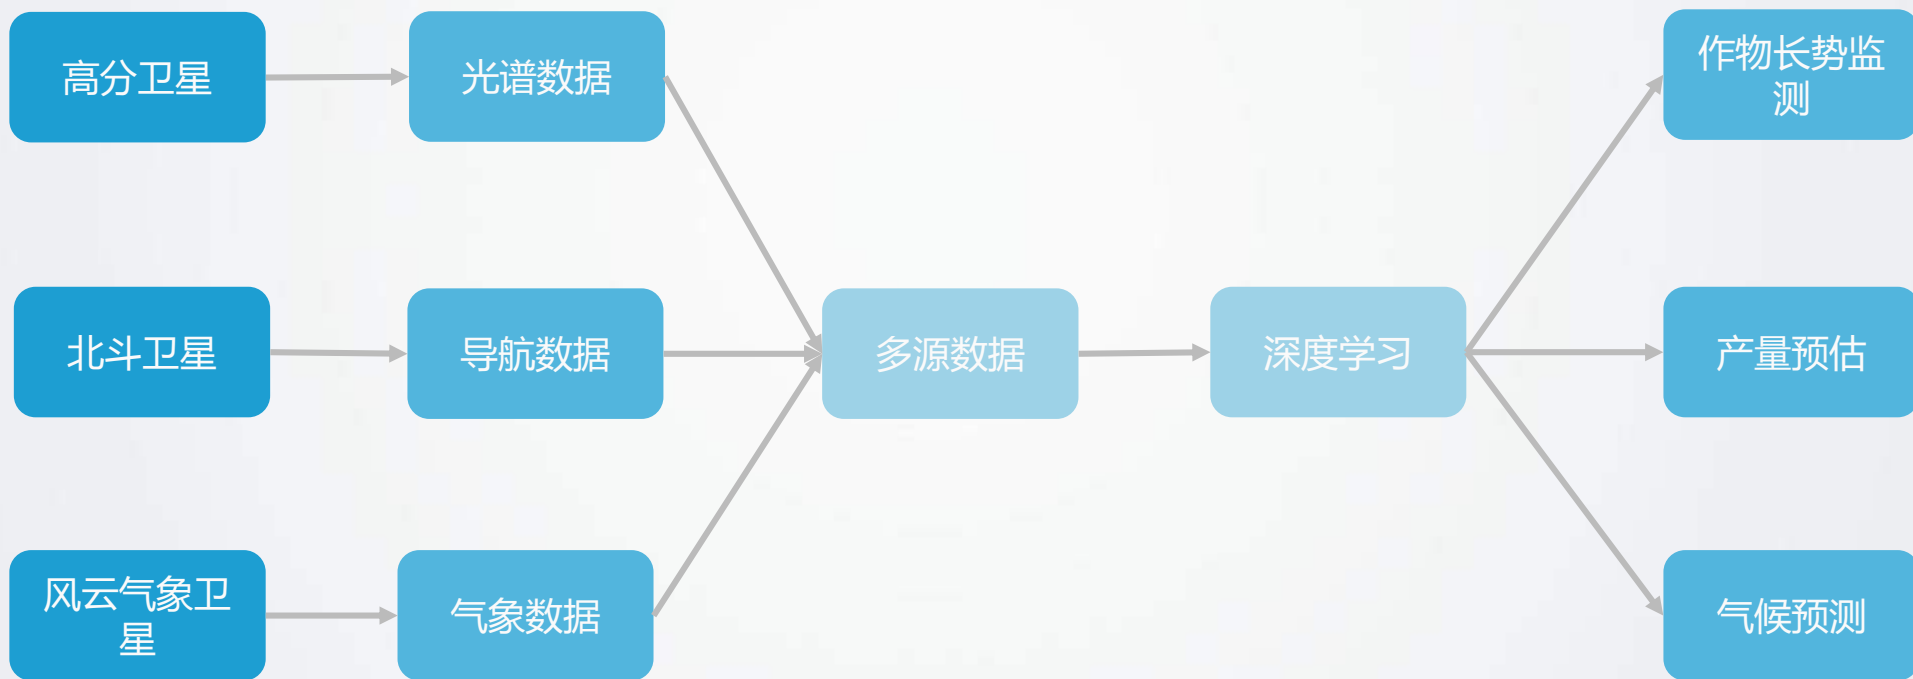 高分卫星
光谱数据
作物长势监
测
北斗卫星
导航数据
多源数据
深度学习
产量预估
风云气象卫
星
气象数据
气候预测